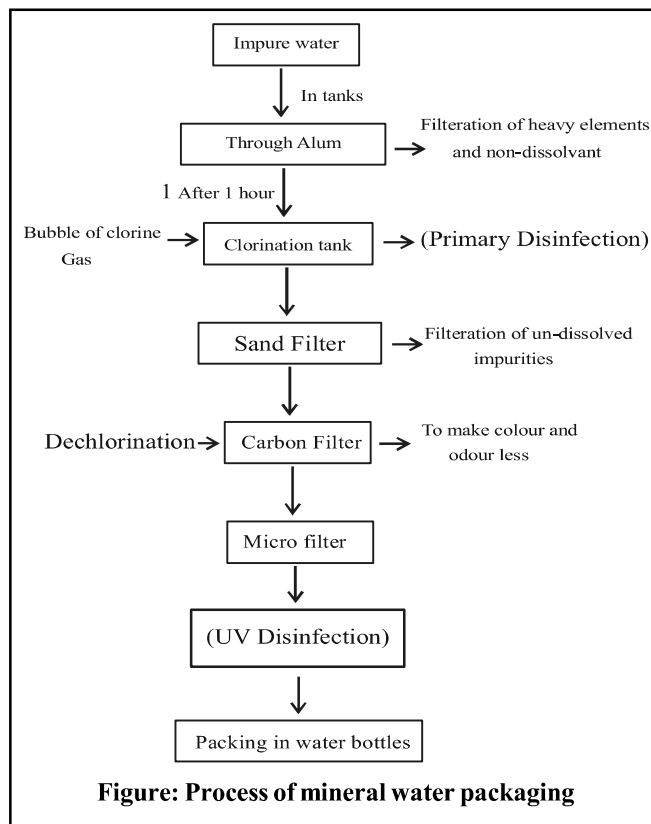 Impure water
In tanks
Through Alum
Filteration of heavy elements
and non-dissolvant
1 After 1 hour
Bubble of clorine
Gas
Clorination tank
(Primary Disinfection)
Sand Filter
Filteration of un-dissolved
impurities
Dechlorination
Carbon Filter
To make colour and
odour less
Micro filter
(UV Disinfection)
Packing in water bottles
Figure: Process of mineral water packaging